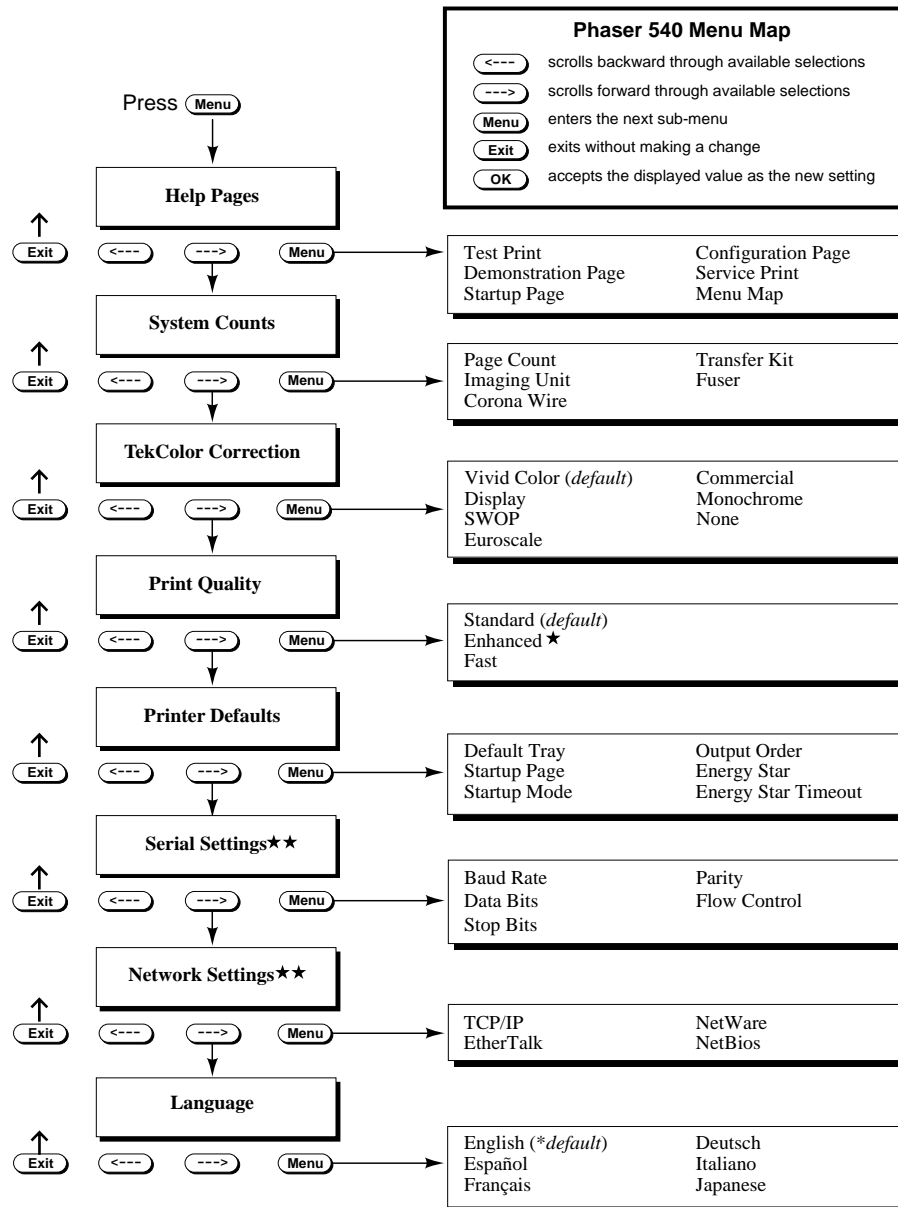 Phaser 540 Menu Map
<--- scrolls backward through available selections
---> scrolls forward through available selections
Menu enters the next sub-menu
Exit exits without making a change
OK accepts the displayed value as the new setting
Press Menu
Help Pages
Exit <--- ---> Menu
Test Print Configuration Page
Demonstration Page Service Print
Startup Page Menu Map
System Counts
Exit <--- ---> Menu
Page Count Transfer Kit
Imaging Unit Fuser
Corona Wire
TekColor Correction
Exit <--- ---> Menu
Vivid Color (default) Commercial
Display Monochrome
SWOP None
Euroscale
Print Quality
Exit <--- ---> Menu
Standard (default)
Enhanced ★
Fast
Printer Defaults
Exit <--- ---> Menu
Default Tray Output Order
Startup Page Energy Star
Startup Mode Energy Star Timeout
Serial Settings★★
Exit <--- ---> Menu
Baud Rate Parity
Data Bits Flow Control
Stop Bits
Network Settings★★
Exit <--- ---> Menu
TCP/IP NetWare
EtherTalk NetBios
Language
Exit <--- ---> Menu
English (*default) Deutsch
Español Italiano
Français Japanese